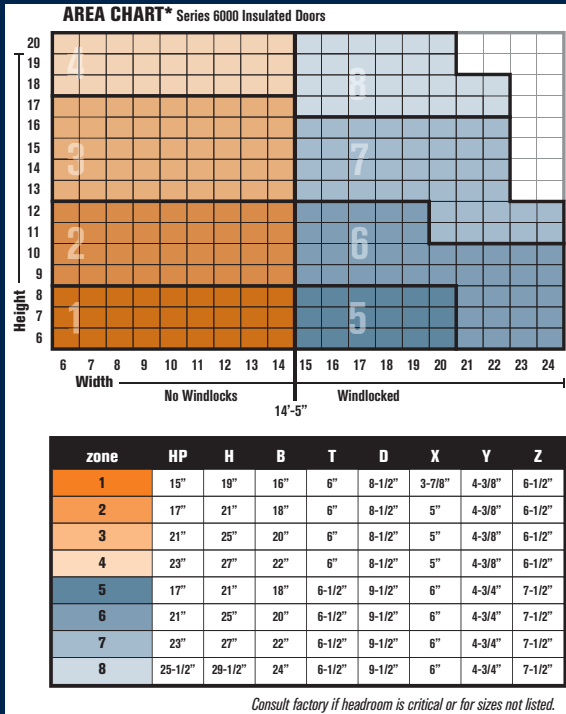 AREA CHART* Series 6000 Insulated Doors
20
19
18
17
16
15
14
13
12
11
10
9
8
7
6
Height
4
3
2
1
8
7
6
5
6 7 8 9 10 11 12 13 14 15 16 17 18 19 20 21 22 23 24
Width
No Windlocks Windlocked
14'-5"
zone HP H B T D X Y Z
1 15” 19” 16” 6” 8-1/2” 3-7/8” 4-3/8” 6-1/2”
2 17” 21” 18” 6” 8-1/2” 5” 4-3/8” 6-1/2”
3 21” 25” 20” 6” 8-1/2” 5” 4-3/8” 6-1/2”
4 23” 27” 22” 6” 8-1/2” 5” 4-3/8” 6-1/2”
5 17” 21” 18” 6-1/2” 9-1/2” 6” 4-3/4” 7-1/2”
6 21” 25” 20” 6-1/2” 9-1/2” 6” 4-3/4” 7-1/2”
7 23” 27” 22” 6-1/2” 9-1/2” 6” 4-3/4” 7-1/2”
8 25-1/2” 29-1/2” 24” 6-1/2” 9-1/2” 6” 4-3/4” 7-1/2”
Consult factory if headroom is critical or for sizes not listed.